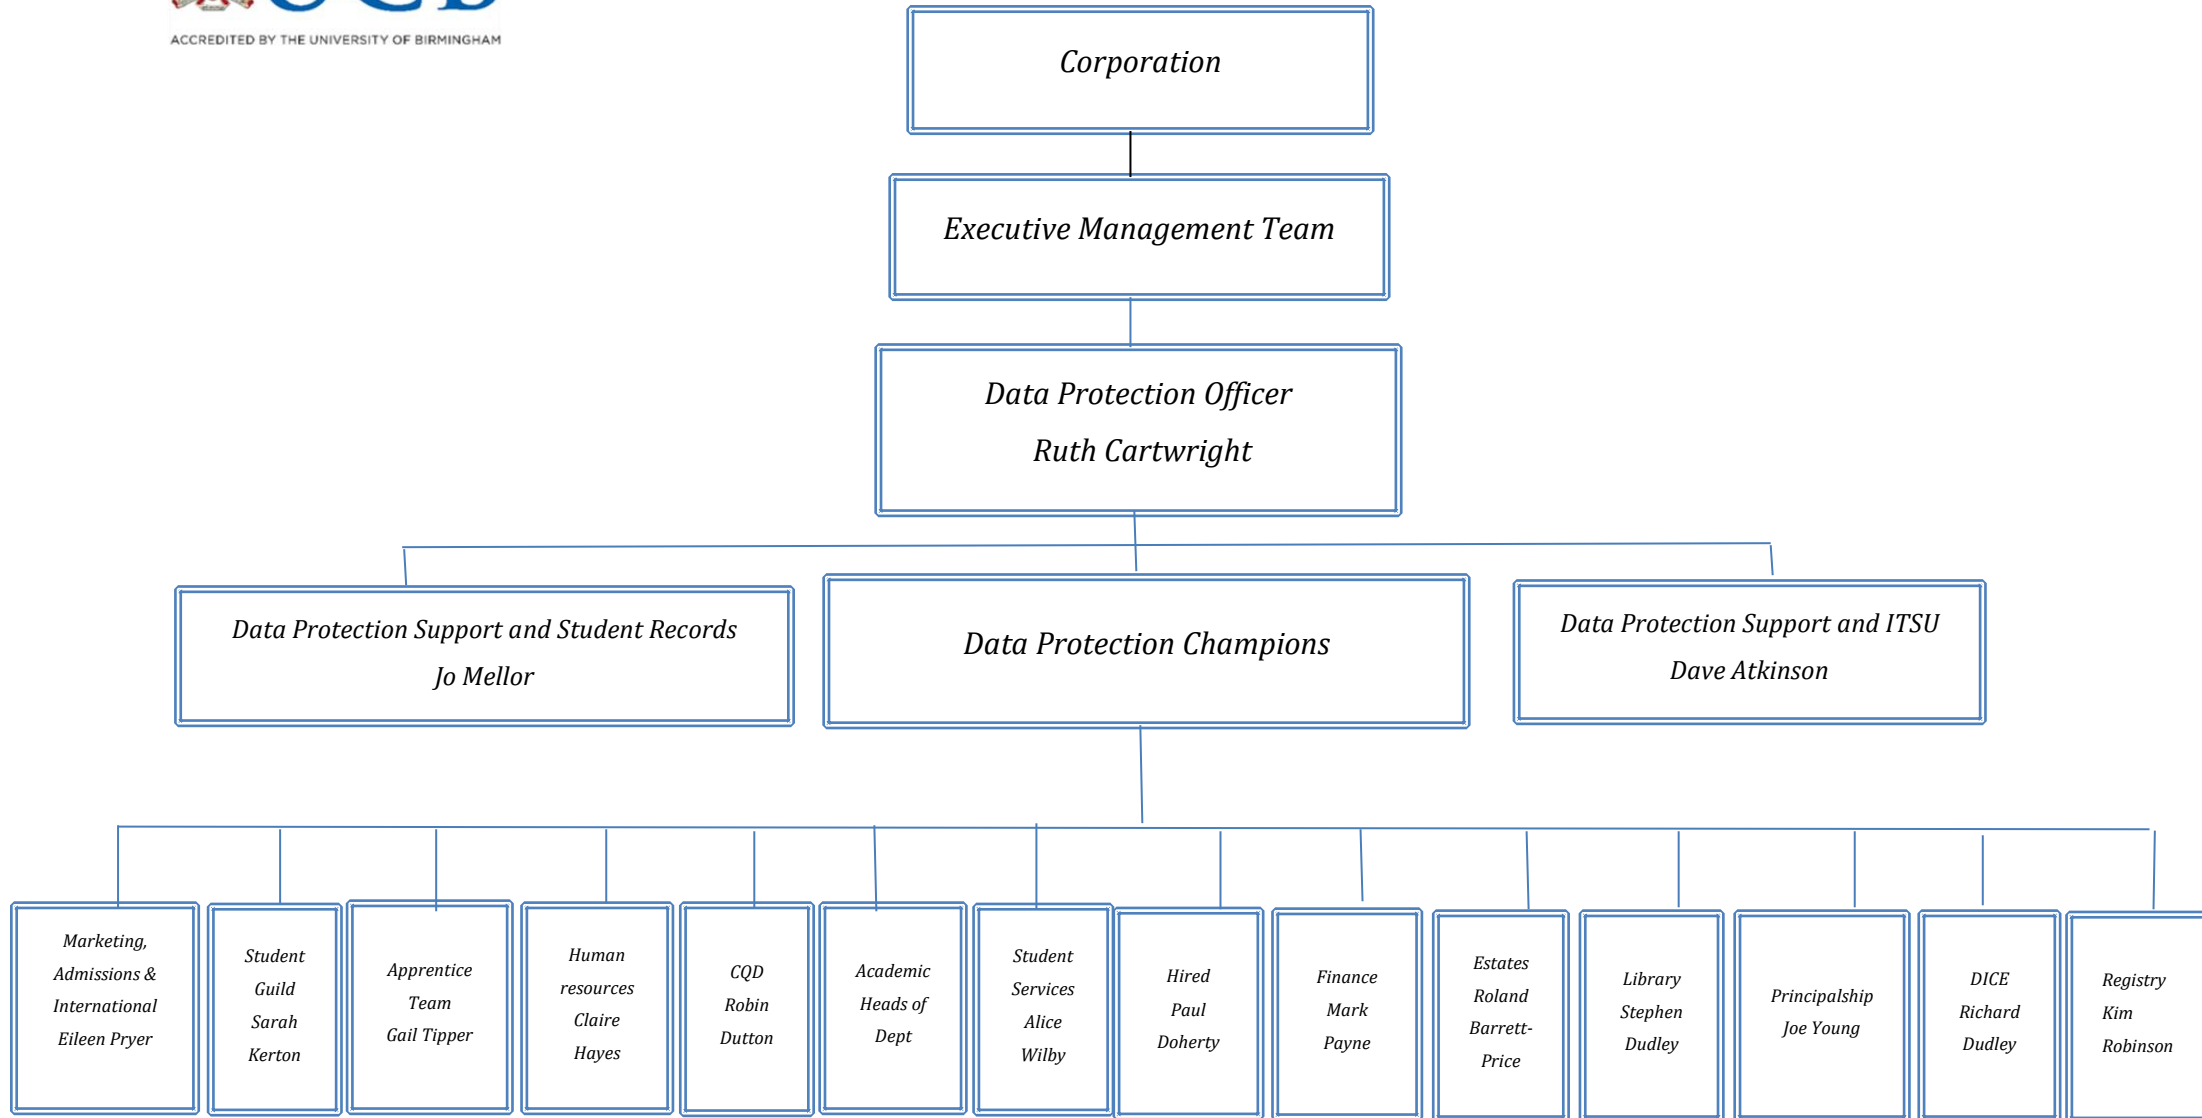 UCB
ACCREDITED BY THE UNIVERSITY OF BIRMINGHAM
Corporation
Executive Management Team
Data Protection Officer
Ruth Cartwright
Data Protection Support and Student Records
Jo Mellor
Data Protection Champions
Data Protection Support and ITSU
Dave Atkinson
Marketing,
Admissions &
International
Eileen Pryer
Student
Guild
Sarah
Kerton
Apprentice
Team
Gail Tipper
Human
resources
Claire
Hayes
CQD
Robin
Dutton
Academic
Heads of
Dept
Student
Services
Alice
Wilby
Hired
Paul
Doherty
Finance
Mark
Payne
Estates
Roland
Barrett-
Price
Library
Stephen
Dudley
Principalship
Joe Young
DICE
Richard
Dudley
Registry
Kim
Robinson